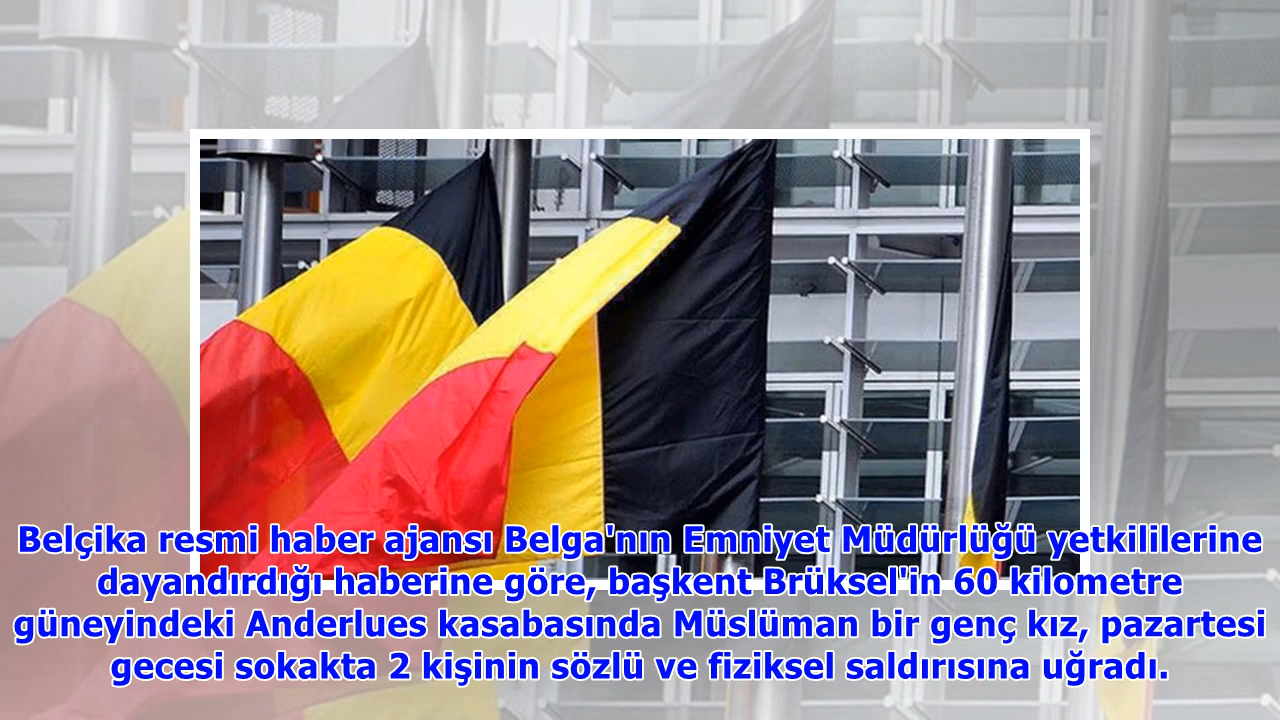 Belçika resmi haber ajansı Belga'nın Emniyet Müdürlüğü yetkililerine
dayandırdığı haberine göre, başkent Brüksel'in 60 kilometre
güneyindeki Anderlues kasabasında Müslüman bir genç kız, pazartesi
gecesi sokakta 2 kişinin sözlü ve fiziksel saldırısına uğradı.